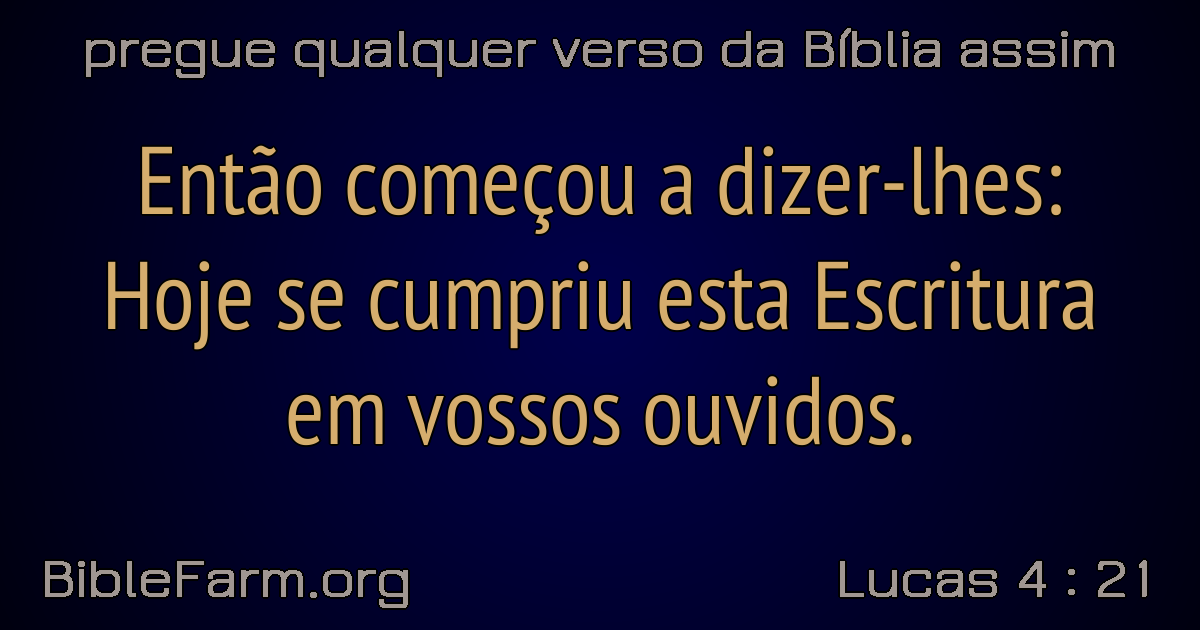 pregue qualquer verso da Bíblia assim
Então começou a dizer-lhes:
Hoje se cumpriu esta Escritura
em vossos ouvidos.
BibleFarm.org
Lucas 4 : 21